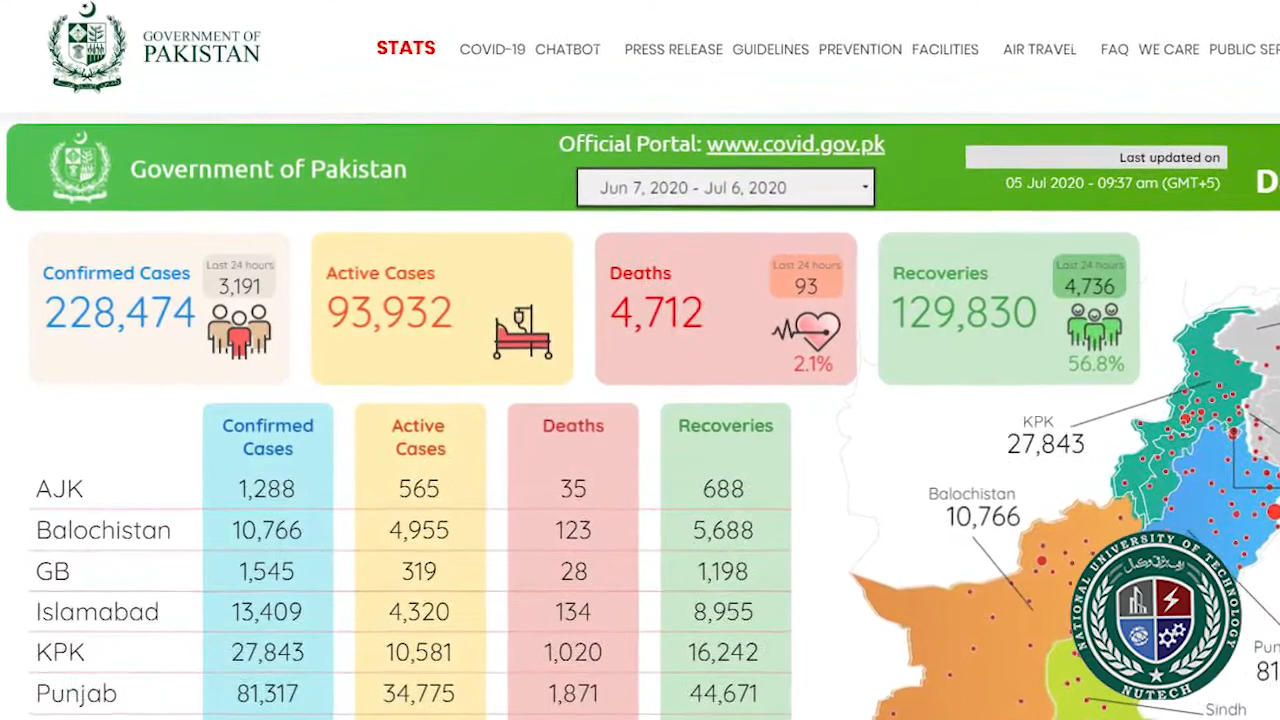 GOVERNMENT OF
PAKISTAN
STATS COVID-19 CHATBOT PRESS RELEASE GUIDELINES PREVENTION FACILITIES AIR TRAVEL FAQ WE CARE PUBLIC SER
Government of Pakistan
Official Portal: www.covid.gov.pk
Jun 7, 2020 - Jul 6, 2020
Last updated on
05 Jul 2020 - 09:37 am (GMT+5)
D
Confirmed Cases
228,474
Last 24 hours
3,191
Active Cases
93,932
Deaths
4,712
Last 24 hours
93
2.1%
Recoveries
129,830
Last 24 hours
4,736
56.8%
Confirmed Cases Active Cases Deaths Recoveries
AJK 1,288 565 35 688
Balochistan 10,766 4,955 123 5,688
GB 1,545 319 28 1,198
Islamabad 13,409 4,320 134 8,955
KPK 27,843 10,581 1,020 16,242
Punjab 81,317 34,775 1,871 44,671
KPK
27,843
Balochistan
10,766
Pun
81
Sindh
NATIONAL UNIVERSITY OF TECHNOLOGY
NUTECH